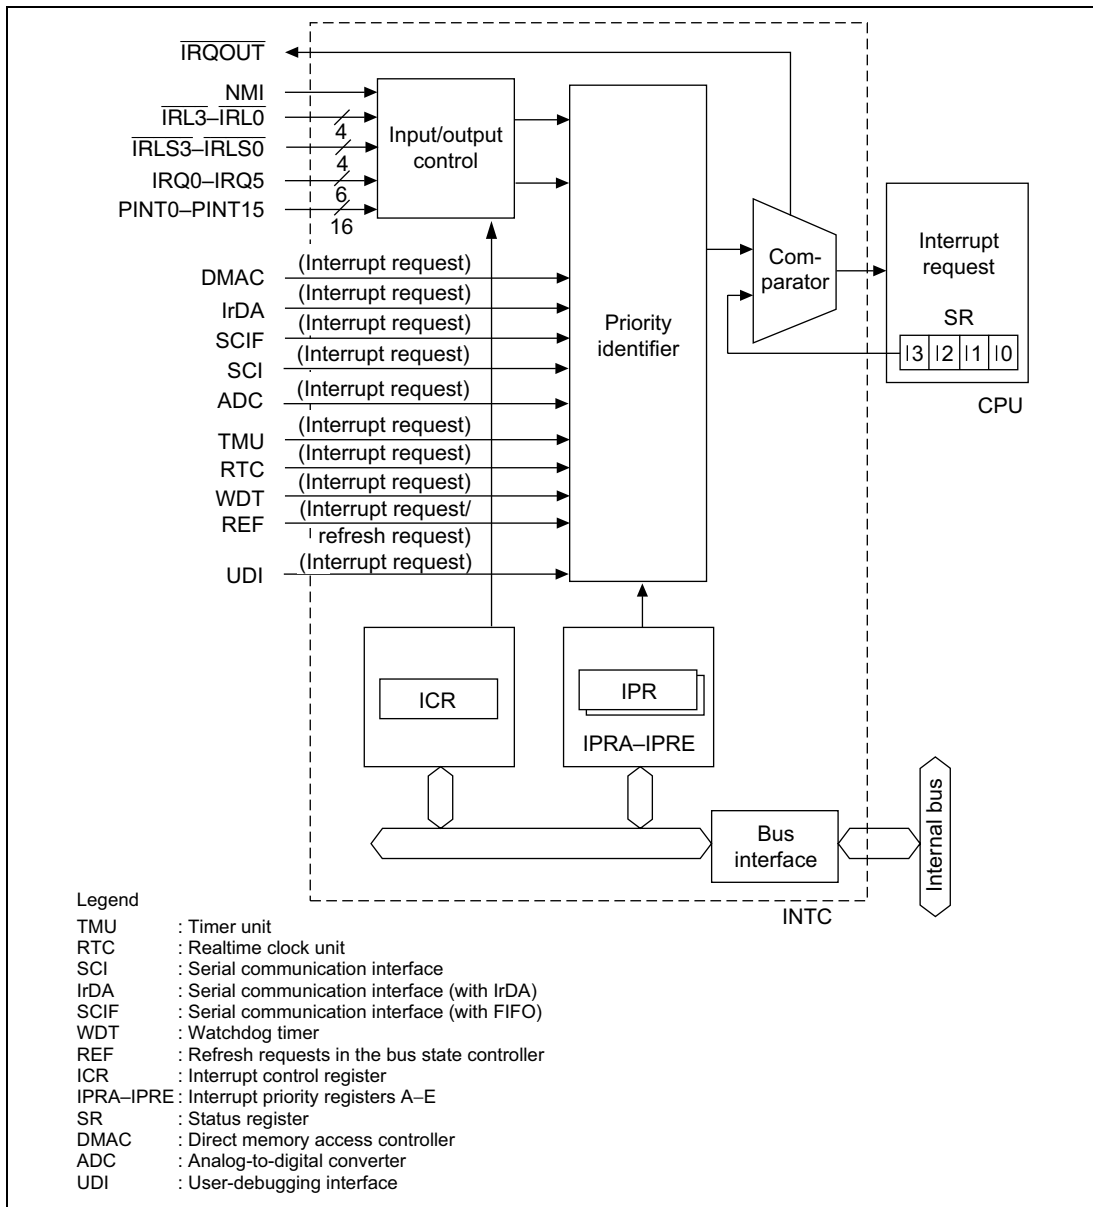 IRQOUT
NMI
IRL3–IRL0
4
IRLS3–IRLS0
4
IRQ0–IRQ5
6
PINT0–PINT15
16
Input/output
control
DMAC (Interrupt request)
IrDA (Interrupt request)
SCIF (Interrupt request)
SCI (Interrupt request)
ADC (Interrupt request)
TMU (Interrupt request)
RTC (Interrupt request)
WDT (Interrupt request)
REF (Interrupt request/
refresh request)
UDI (Interrupt request)
Priority
identifier
Com-
parator
Interrupt
request
SR
I3 I2 I1 I0
CPU
ICR
IPR
IPRA–IPRE
Bus
interface
Internal bus
INTC
Legend
TMU : Timer unit
RTC : Realtime clock unit
SCI : Serial communication interface
IrDA : Serial communication interface (with IrDA)
SCIF : Serial communication interface (with FIFO)
WDT : Watchdog timer
REF : Refresh requests in the bus state controller
ICR : Interrupt control register
IPRA–IPRE : Interrupt priority registers A–E
SR : Status register
DMAC : Direct memory access controller
ADC : Analog-to-digital converter
UDI : User-debugging interface